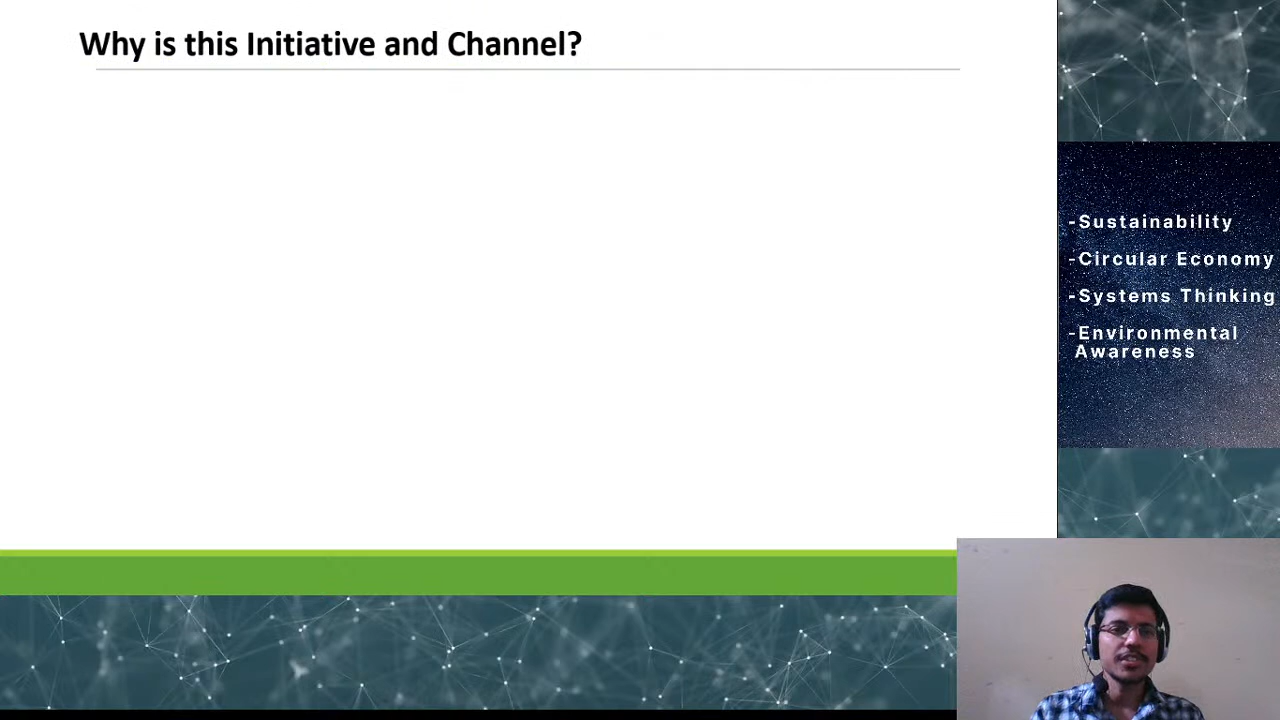 Why is this Initiative and Channel?
-Sustainability
-Circular Economy
-Systems Thinking
-Environmental
Awareness